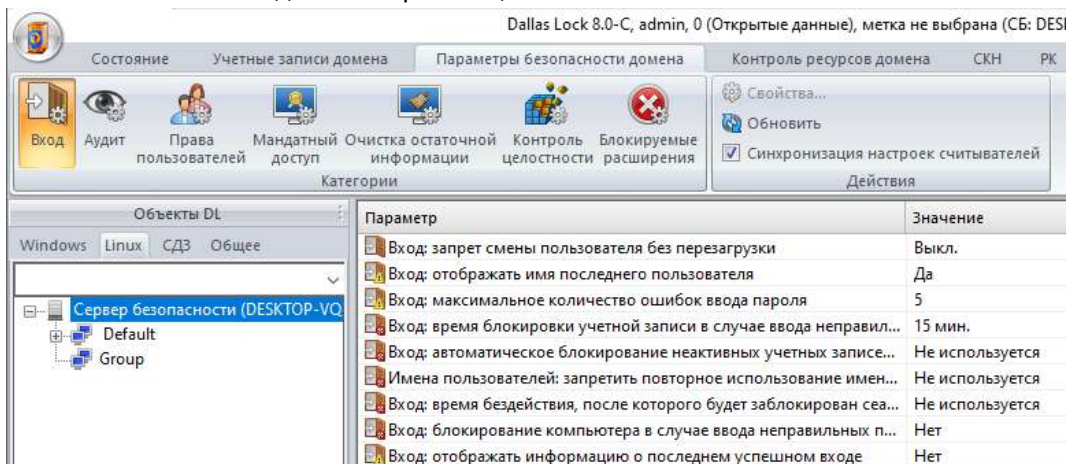 Dallas Lock 8.0-C, admin, 0 (Открытые данные), метка не выбрана (СБ:
Состояние Учетные записи домена Параметры безопасности домена Контроль ресурсов домена СКН РК
Вход Аудит Права пользователей Мандатный доступ Очистка остаточной информации Контроль целостности Блокируемые расширения
Свойства...
Обновить
Синхронизация настроек считывателей
Категории Действия
Объекты DL
Windows Linux СДЗ Общее
Сервер безопасности (DESKTOP-VQ
Default
Group
Параметр Значение
Вход: запрет смены пользователя без перезагрузки Выкл.
Вход: отображать имя последнего пользователя Да
Вход: максимальное количество ошибок ввода пароля 5
Вход: время блокировки учетной записи в случае ввода неправил... 15 мин.
Вход: автоматическое блокирование неактивных учетных записе... Не используется
Имена пользователей: запретить повторное использование имен... Не используется
Вход: время бездействия, после которого будет заблокирован сеа... Не используется
Вход: блокирование компьютера в случае ввода неправильных п... Нет
Вход: отображать информацию о последнем успешном входе Нет